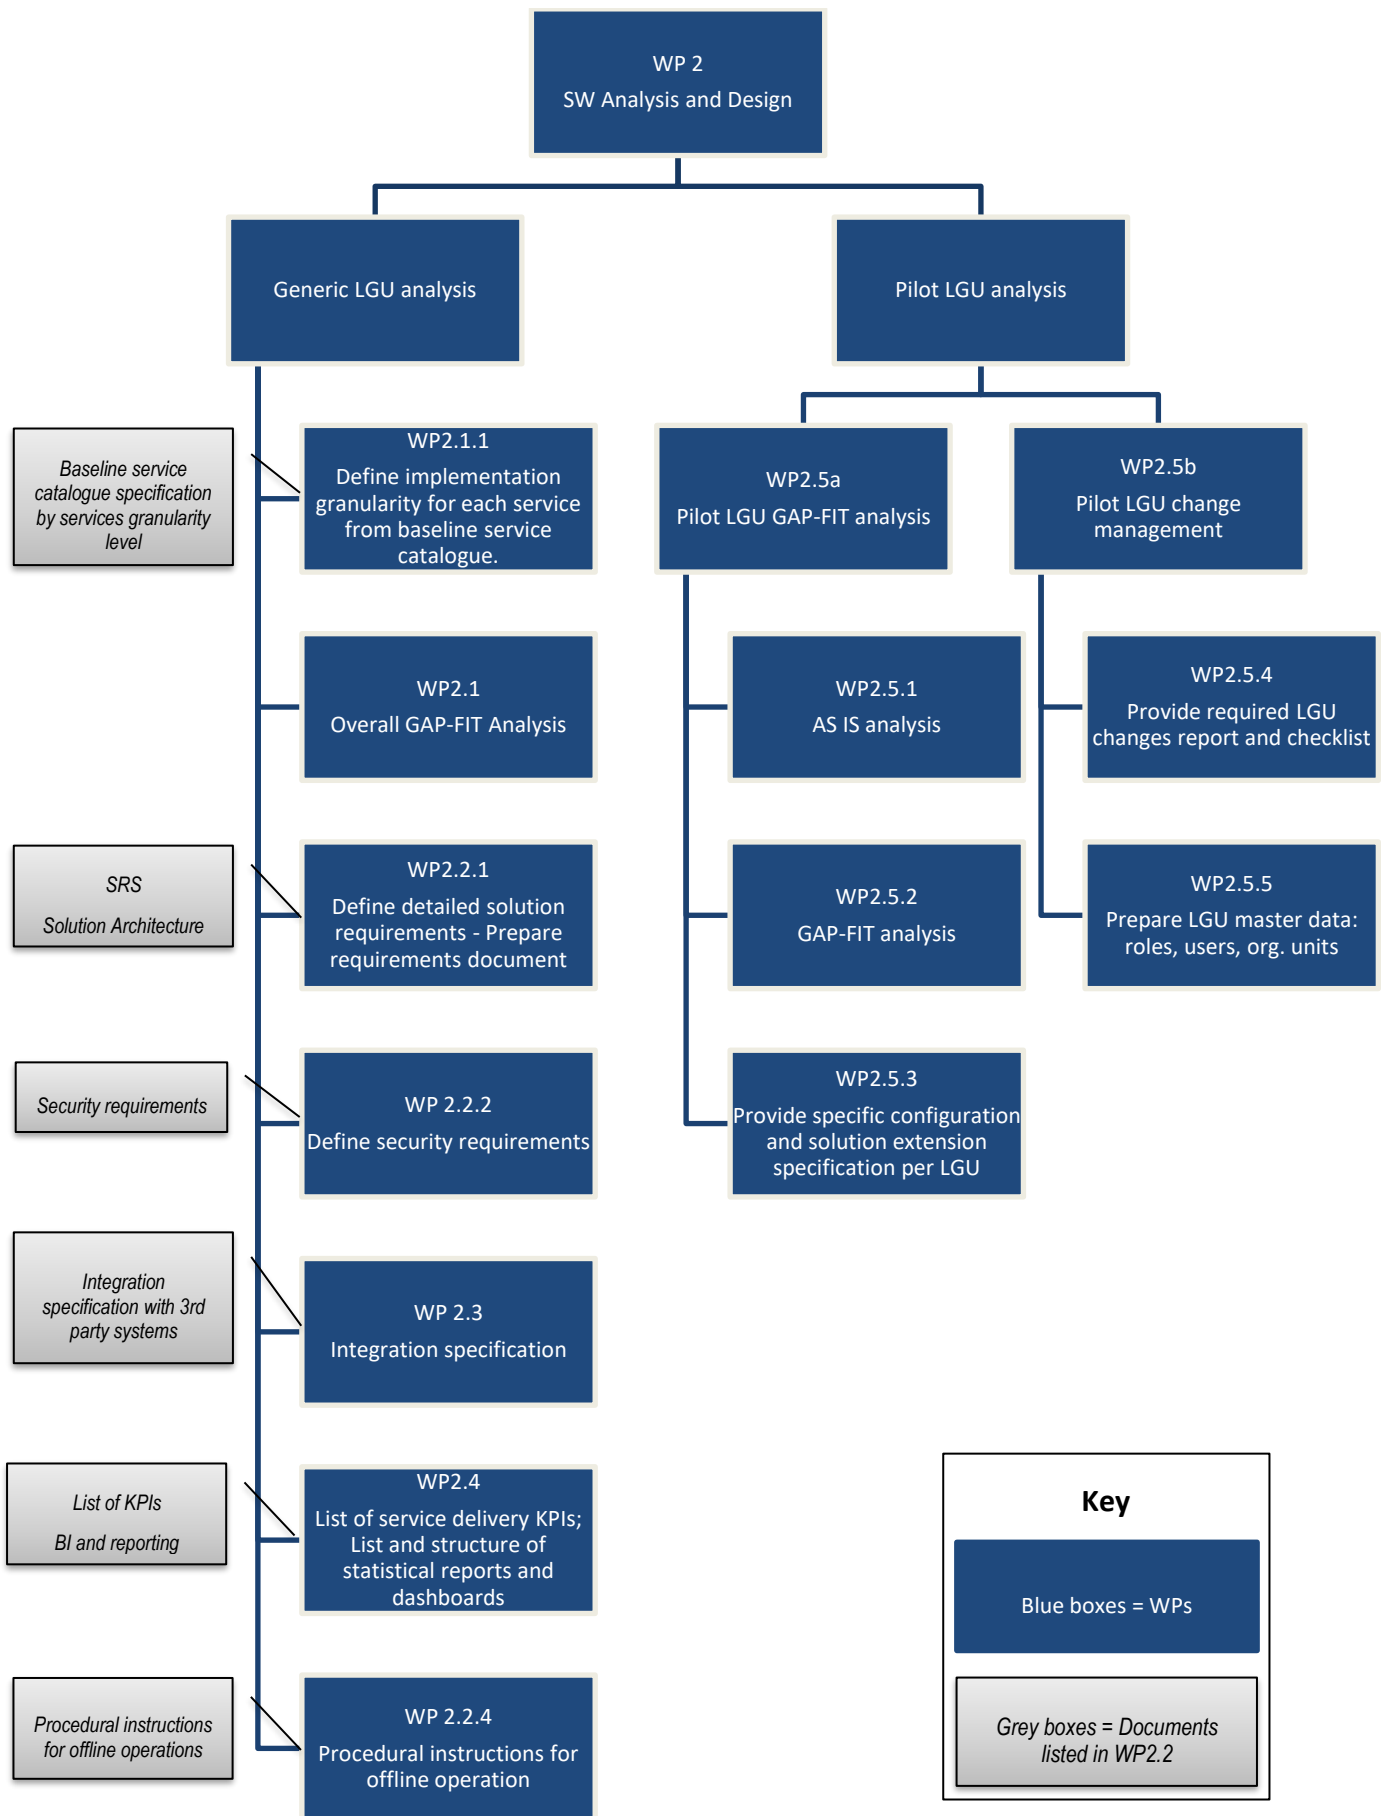 WP 2
SW Analysis and Design
Generic LGU analysis
Pilot LGU analysis
Baseline service
catalogue specification
by services granularity
level
WP2.1.1
Define implementation
granularity for each service
from baseline service
catalogue.
WP2.5a
Pilot LGU GAP-FIT analysis
WP2.5b
Pilot LGU change
management
WP2.1
Overall GAP-FIT Analysis
WP2.5.1
AS IS analysis
WP2.5.4
Provide required LGU
changes report and checklist
SRS
Solution Architecture
WP2.2.1
Define detailed solution
requirements - Prepare
requirements document
WP2.5.2
GAP-FIT analysis
WP2.5.5
Prepare LGU master data:
roles, users, org. units
Security requirements
WP 2.2.2
Define security requirements
WP2.5.3
Provide specific configuration
and solution extension
specification per LGU
Integration
specification with 3rd
party systems
WP 2.3
Integration specification
List of KPIs
BI and reporting
WP2.4
List of service delivery KPIs;
List and structure of
statistical reports and
dashboards
Procedural instructions
for offline operations
WP 2.2.4
Procedural instructions for
offline operation
Key
Blue boxes = WPs
Grey boxes = Documents
listed in WP2.2